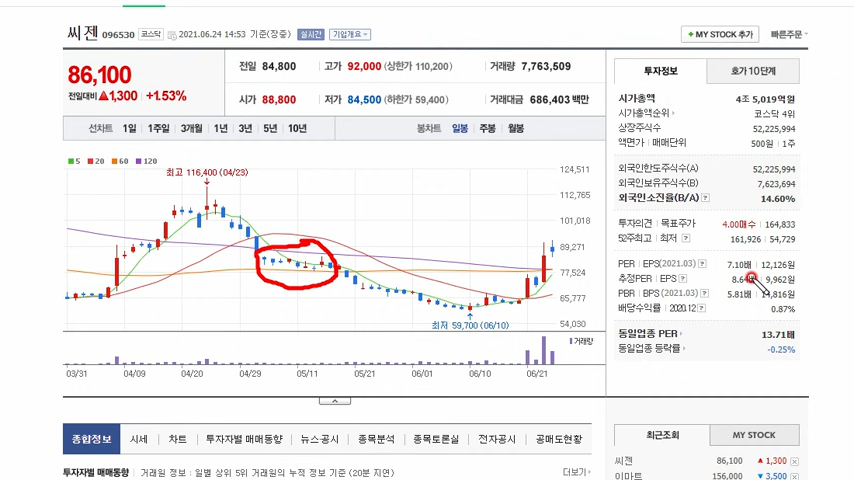 씨젠 096530 코스닥 2021.06.24 14:53 기준(장중) 실시간 기업개요 MY STOCK 추가 빠른주문
86,100
전일대비 ▲1,300 +1.53%
전일 84,800 고가 92,000 (상한가 110,200) 거래량 7,763,509
시가 88,800 저가 84,500 (하한가 59,400) 거래대금 686,403 백만
선차트 1일 1주일 3개월 1년 3년 5년 10년 봉차트 일봉 주봉 월봉
5 20 60 120
최고 116,400 (04/23)
124,511
112,765
101,018
89,271
77,524
65,777
54,030
최저 59,700 (06/10)
거래량
03/31 04/09 04/20 04/29 05/11 05/21 06/01 06/10 06/21
투자정보 호가 10단계
시가총액 4조 5,019억원
시가총액순위 코스닥 4위
상장주식수 52,225,994
액면가 매매단위 500원 1주
외국인한도주식수(A) 52,225,994
외국인보유주식수(B) 7,623,694
외국인소진율(B/A) 14.60%
투자의견 목표주가 4.00매수 164,833
52주최고 최저 161,926 54,729
PER EPS(2021.03) 7.10배 12,126원
추정PER EPS 9,962원
PBR BPS (2021.03) 5.81배 14,816원
배당수익률 2020.12 0.87%
동일업종 PER 13.71배
동일업종 등락률 -0.25%
종합정보 시세 차트 투자자별 매매동향 뉴스·공시 종목분석 종목토론실 전자공시 공매도현황
투자자별 매매동향 거래원 정보 : 일별 상위 5위 거래원의 누적 정보 기준 (20분 지연) 더보기
최근조회 MY STOCK
씨젠 86,100 ▲ 1,300
이마트 156,000 ▼ 3,500